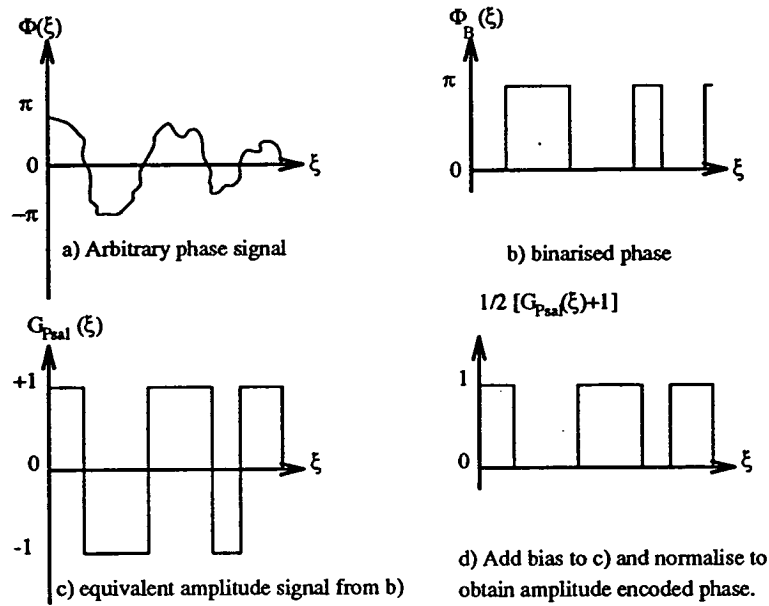 Φ(ξ)
π
0
ξ
−π
a) Arbitrary phase signal
Φ_B(ξ)
π
0
ξ
b) binarised phase
G_Psal(ξ)
+1
0
ξ
-1
c) equivalent amplitude signal from b)
1/2 [G_Psal(ξ)+1]
1
0
ξ
d) Add bias to c) and normalise to
obtain amplitude encoded phase.